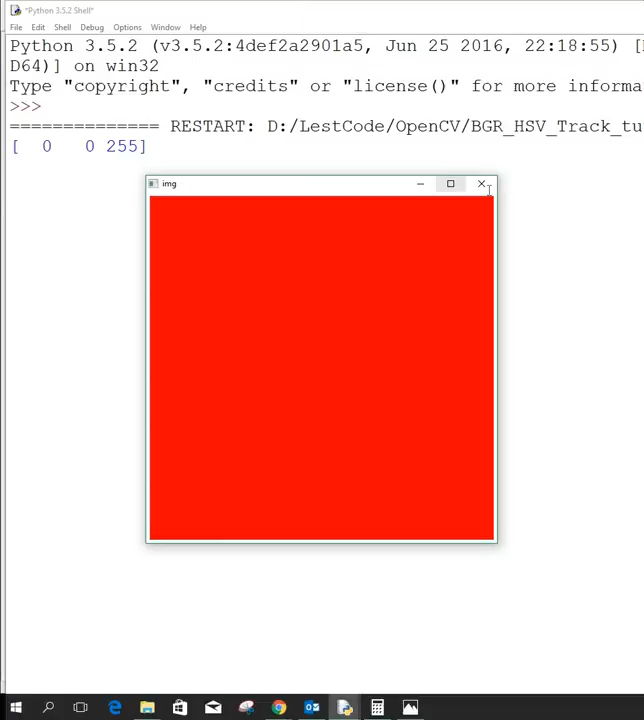 *Python 3.5.2 Shell*
File Edit Shell Debug Options Window Help
Python 3.5.2 (v3.5.2:4def2a2901a5, Jun 25 2016, 22:18:55) [
D64)] on win32
Type "copyright", "credits" or "license()" for more informa
>>>
============== RESTART: D:/LestCode/OpenCV/BGR_HSV_Track_tu
[  0   0 255]
img